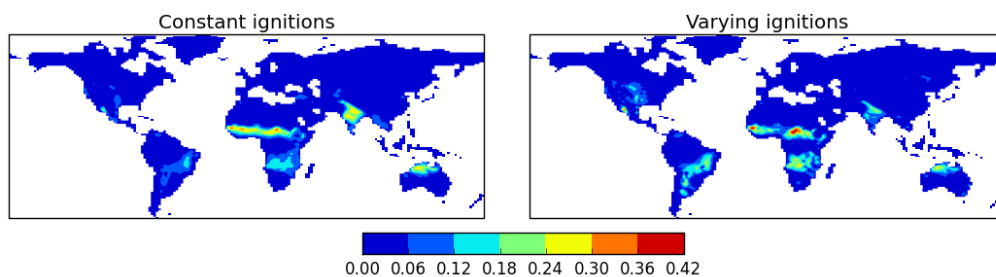 Constant ignitions
Varying ignitions
0.00 0.06 0.12 0.18 0.24 0.30 0.36 0.42